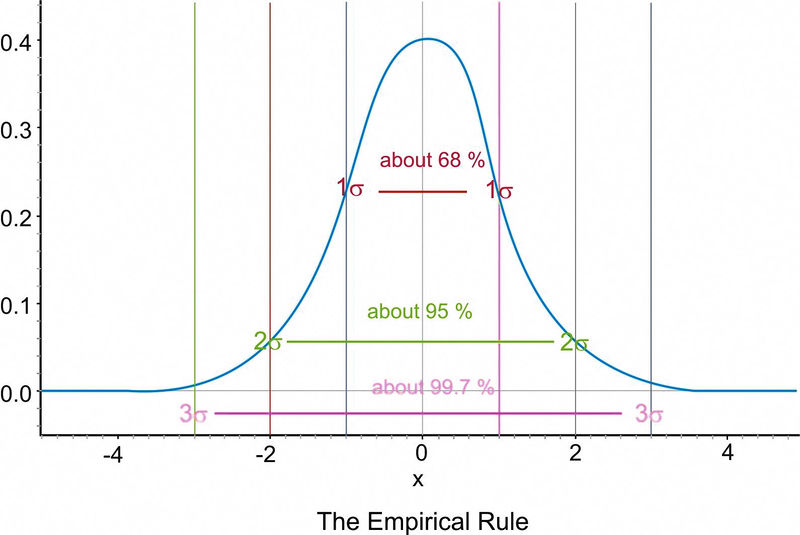 0.4
0.3
about 68 %
1σ 1σ
0.2
0.1
about 95 %
2σ 2σ
about 99.7 %
0.0
3σ 3σ
-4 -2 0 2 4
x
The Empirical Rule